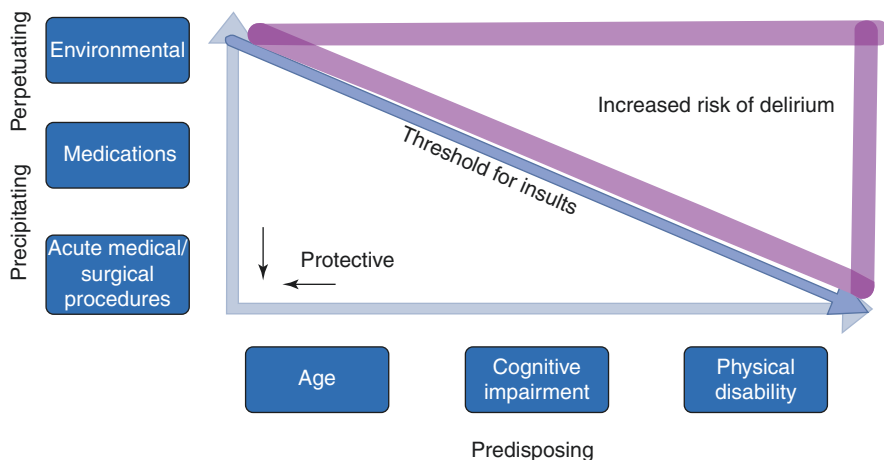 Perpetuating
Precipitating
Environmental
Medications
Acute medical/
surgical
procedures
Increased risk of delirium
Threshold for insults
Protective
Age
Cognitive
impairment
Physical
disability
Predisposing